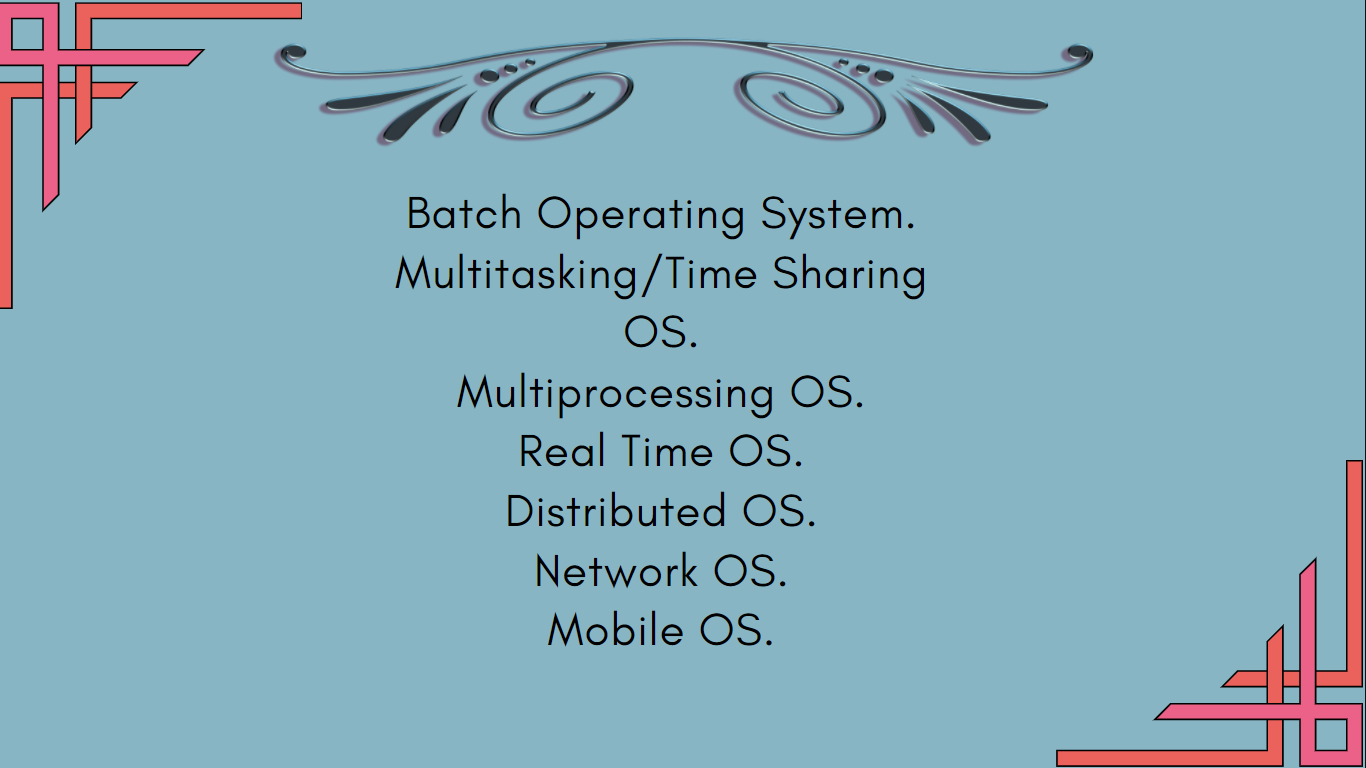 Batch Operating System.
Multitasking/Time Sharing
OS.
Multiprocessing OS.
Real Time OS.
Distributed OS.
Network OS.
Mobile OS.